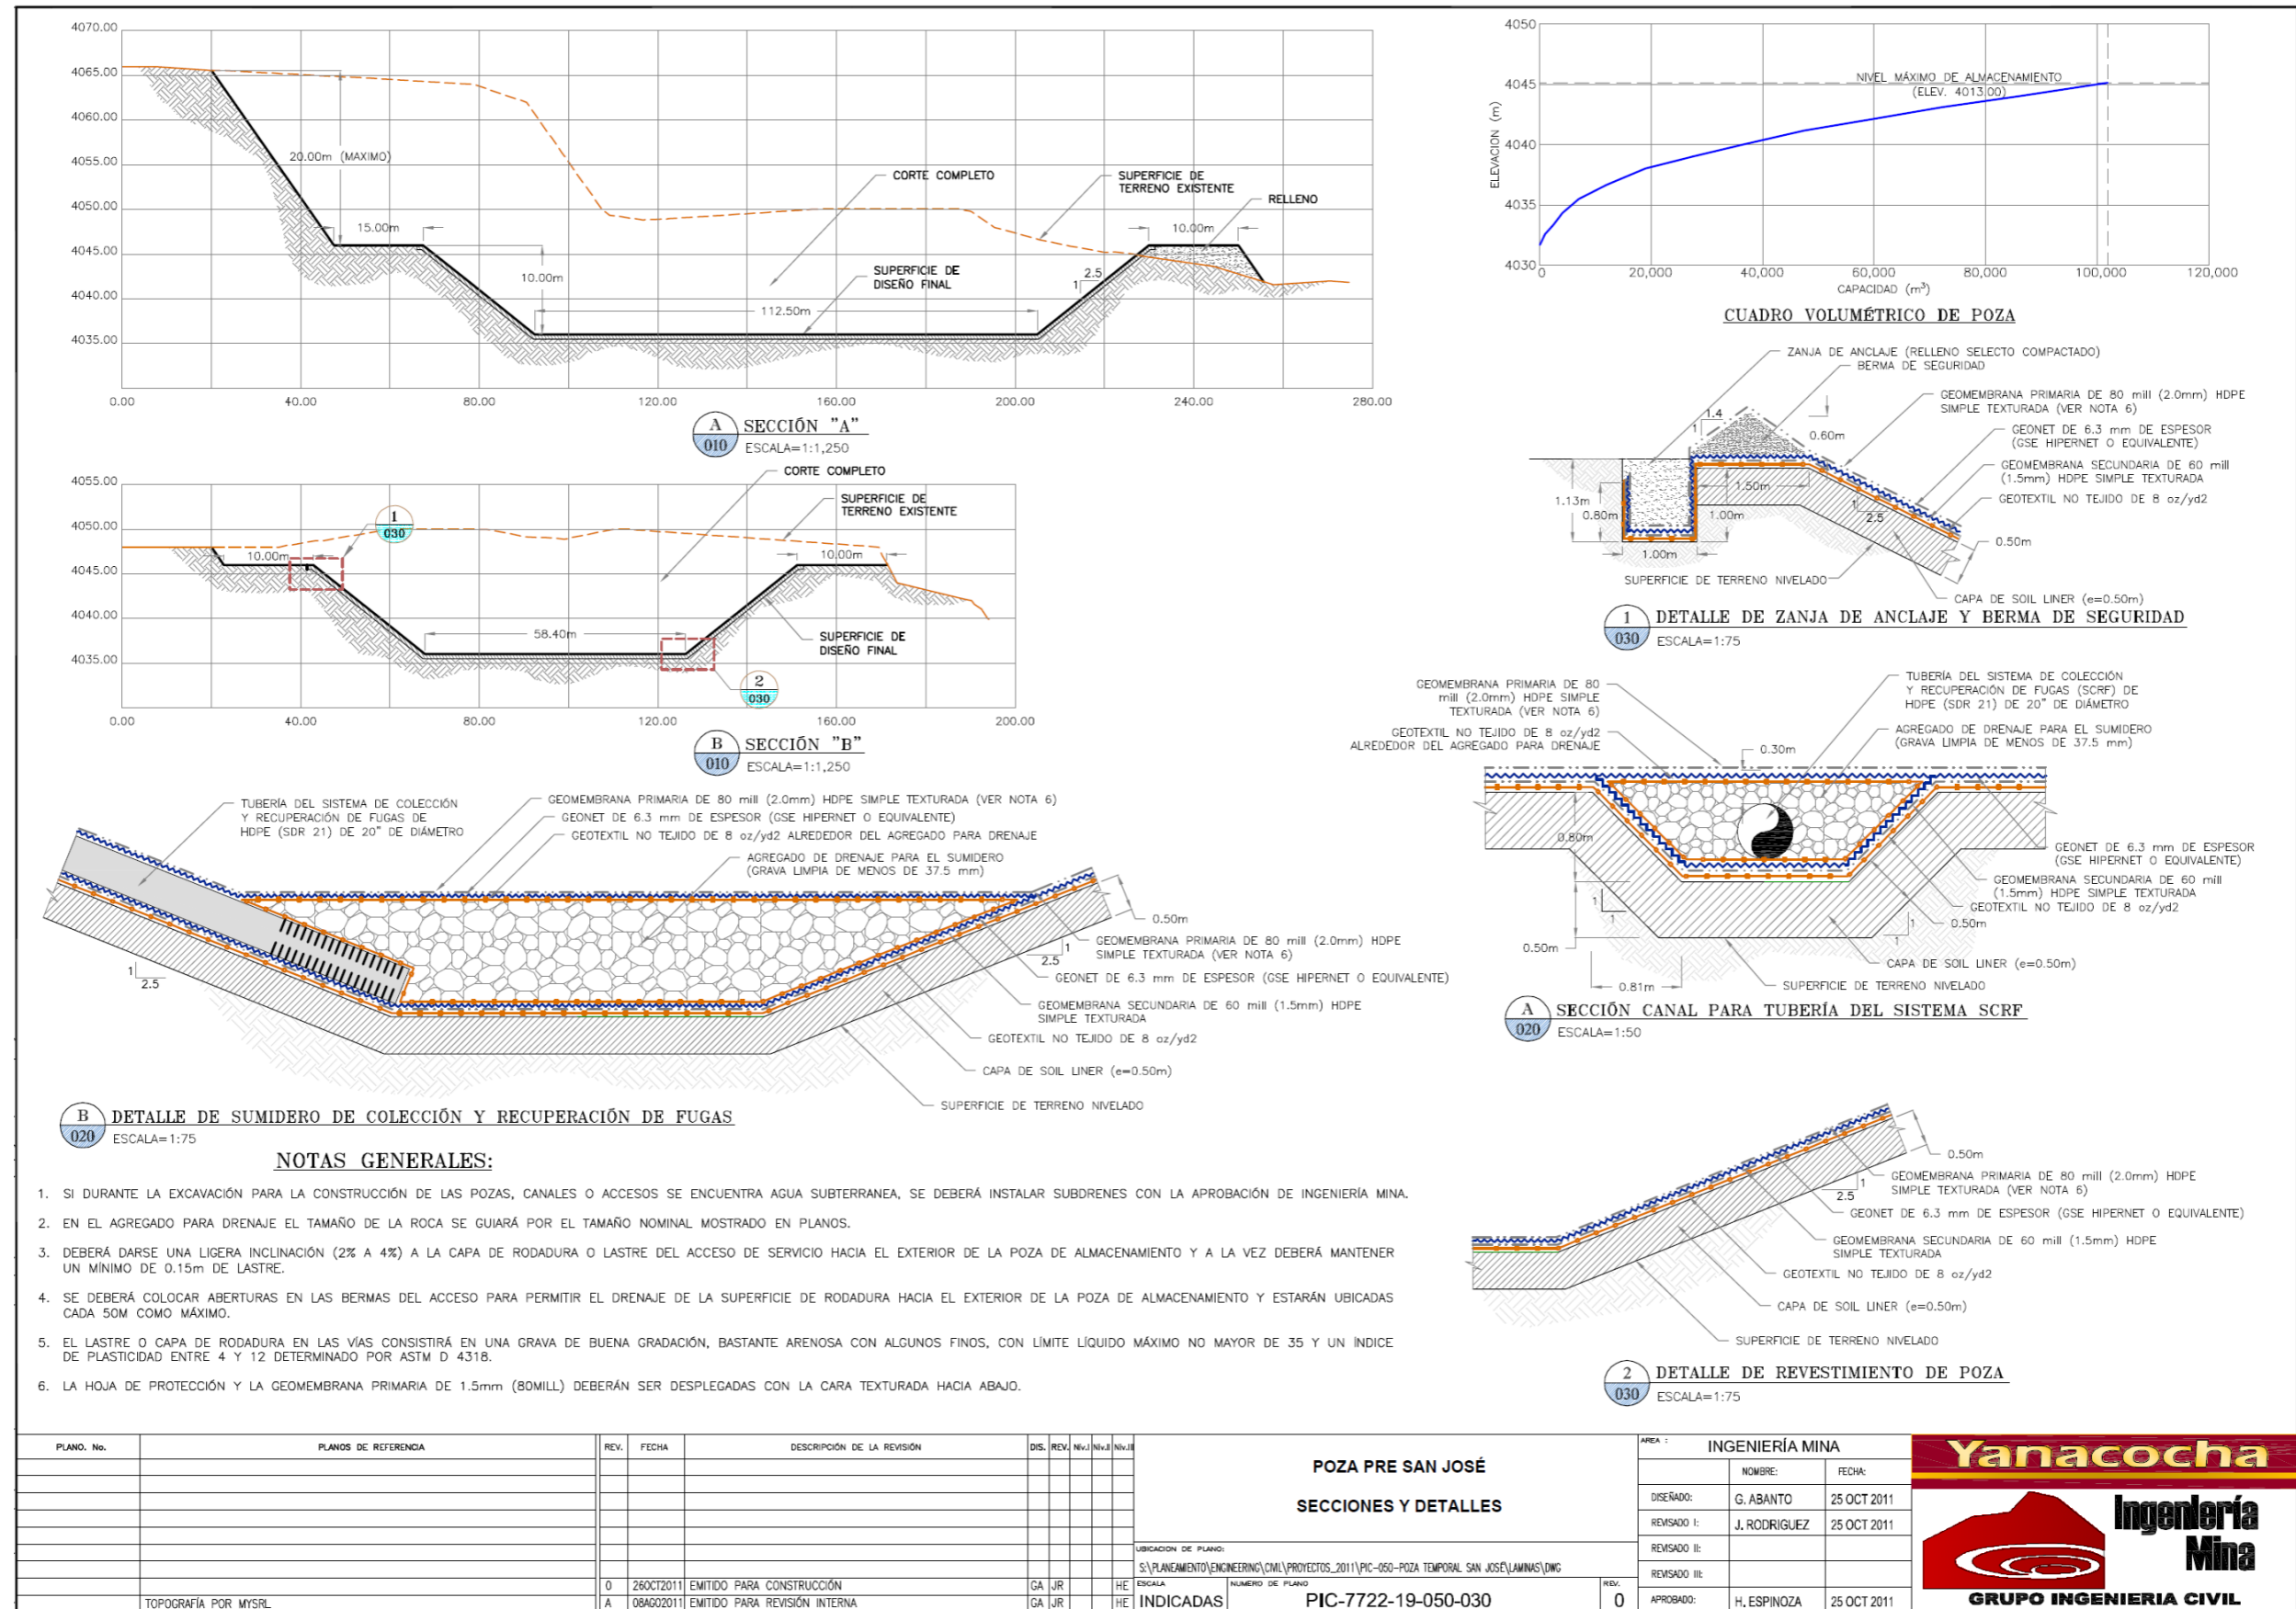 4070.00
4065.00
4060.00
4055.00
4050.00
4045.00
4040.00
4035.00
20.00m (MAXIMO)
15.00m
10.00m
112.50m
CORTE COMPLETO
SUPERFICIE DE
TERRENO EXISTENTE
RELLENO
10.00m
SUPERFICIE DE
DISEÑO FINAL
2.5
1
0.00 40.00 80.00 120.00 160.00 200.00 240.00 280.00
A
010
SECCIÓN "A"
ESCALA=1:1,250
4055.00
4050.00
4045.00
4040.00
4035.00
CORTE COMPLETO
SUPERFICIE DE
TERRENO EXISTENTE
1
030
10.00m
10.00m
58.40m
SUPERFICIE DE
DISEÑO FINAL
2
030
0.00 40.00 80.00 120.00 160.00 200.00
B
010
SECCIÓN "B"
ESCALA=1:1,250
4050
4045
4040
4035
4030
ELEVACION (m)
NIVEL MÁXIMO DE ALMACENAMIENTO
(ELEV. 4013.00)
0 20,000 40,000 60,000 80,000 100,000 120,000
CAPACIDAD (m³)
CUADRO VOLUMÉTRICO DE POZA
ZANJA DE ANCLAJE (RELLENO SELECTO COMPACTADO)
BERMA DE SEGURIDAD
GEOMEMBRANA PRIMARIA DE 80 mill (2.0mm) HDPE
SIMPLE TEXTURADA (VER NOTA 6)
GEONET DE 6.3 mm DE ESPESOR
(GSE HIPERNET O EQUIVALENTE)
GEOMEMBRANA SECUNDARIA DE 60 mill
(1.5mm) HDPE SIMPLE TEXTURADA
GEOTEXTIL NO TEJIDO DE 8 oz/yd2
1.4
1
0.60m
1.13m
0.80m
1.50m
1.00m
1.00m
1
2.5
0.50m
SUPERFICIE DE TERRENO NIVELADO
CAPA DE SOIL LINER (e=0.50m)
1
030
DETALLE DE ZANJA DE ANCLAJE Y BERMA DE SEGURIDAD
ESCALA=1:75
GEOMEMBRANA PRIMARIA DE 80
mill (2.0mm) HDPE SIMPLE
TEXTURADA (VER NOTA 6)
GEOTEXTIL NO TEJIDO DE 8 oz/yd2
ALREDEDOR DEL AGREGADO PARA DRENAJE
TUBERÍA DEL SISTEMA DE COLECCIÓN
Y RECUPERACIÓN DE FUGAS (SCRF) DE
HDPE (SDR 21) DE 20" DE DIÁMETRO
AGREGADO DE DRENAJE PARA EL SUMIDERO
(GRAVA LIMPIA DE MENOS DE 37.5 mm)
0.30m
0.80m
1
1
0.50m
0.81m
GEONET DE 6.3 mm DE ESPESOR
(GSE HIPERNET O EQUIVALENTE)
GEOMEMBRANA SECUNDARIA DE 60 mill
(1.5mm) HDPE SIMPLE TEXTURADA
GEOTEXTIL NO TEJIDO DE 8 oz/yd2
0.50m
1
1
CAPA DE SOIL LINER (e=0.50m)
SUPERFICIE DE TERRENO NIVELADO
A
020
SECCIÓN CANAL PARA TUBERÍA DEL SISTEMA SCRF
ESCALA=1:50
TUBERÍA DEL SISTEMA DE COLECCIÓN
Y RECUPERACIÓN DE FUGAS DE
HDPE (SDR 21) DE 20" DE DIÁMETRO
GEOMEMBRANA PRIMARIA DE 80 mill (2.0mm) HDPE SIMPLE TEXTURADA (VER NOTA 6)
GEONET DE 6.3 mm DE ESPESOR (GSE HIPERNET O EQUIVALENTE)
GEOTEXTIL NO TEJIDO DE 8 oz/yd2 ALREDEDOR DEL AGREGADO PARA DRENAJE
AGREGADO DE DRENAJE PARA EL SUMIDERO
(GRAVA LIMPIA DE MENOS DE 37.5 mm)
0.50m
1
2.5
1
2.5
GEOMEMBRANA PRIMARIA DE 80 mill (2.0mm) HDPE
SIMPLE TEXTURADA (VER NOTA 6)
GEONET DE 6.3 mm DE ESPESOR (GSE HIPERNET O EQUIVALENTE)
GEOMEMBRANA SECUNDARIA DE 60 mill (1.5mm) HDPE
SIMPLE TEXTURADA
GEOTEXTIL NO TEJIDO DE 8 oz/yd2
CAPA DE SOIL LINER (e=0.50m)
SUPERFICIE DE TERRENO NIVELADO
B
020
DETALLE DE SUMIDERO DE COLECCIÓN Y RECUPERACIÓN DE FUGAS
ESCALA=1:75
0.50m
1
2.5
GEOMEMBRANA PRIMARIA DE 80 mill (2.0mm) HDPE
SIMPLE TEXTURADA (VER NOTA 6)
GEONET DE 6.3 mm DE ESPESOR (GSE HIPERNET O EQUIVALENTE)
GEOMEMBRANA SECUNDARIA DE 60 mill (1.5mm) HDPE
SIMPLE TEXTURADA
GEOTEXTIL NO TEJIDO DE 8 oz/yd2
CAPA DE SOIL LINER (e=0.50m)
SUPERFICIE DE TERRENO NIVELADO
2
030
DETALLE DE REVESTIMIENTO DE POZA
ESCALA=1:75
NOTAS GENERALES:
1. SI DURANTE LA EXCAVACIÓN PARA LA CONSTRUCCIÓN DE LAS POZAS, CANALES O ACCESOS SE ENCUENTRA AGUA SUBTERRANEA, SE DEBERÁ INSTALAR SUBDRENES CON LA APROBACIÓN DE INGENIERÍA MINA.
2. EN EL AGREGADO PARA DRENAJE EL TAMAÑO DE LA ROCA SE GUIARÁ POR EL TAMAÑO NOMINAL MOSTRADO EN PLANOS.
3. DEBERÁ DARSE UNA LIGERA INCLINACIÓN (2% A 4%) A LA CAPA DE RODADURA O LASTRE DEL ACCESO DE SERVICIO HACIA EL EXTERIOR DE LA POZA DE ALMACENAMIENTO Y A LA VEZ DEBERÁ MANTENER
UN MÍNIMO DE 0.15m DE LASTRE.
4. SE DEBERÁ COLOCAR ABERTURAS EN LAS BERMAS DEL ACCESO PARA PERMITIR EL DRENAJE DE LA SUPERFICIE DE RODADURA HACIA EL EXTERIOR DE LA POZA DE ALMACENAMIENTO Y ESTARÁN UBICADAS
CADA 50M COMO MÁXIMO.
5. EL LASTRE O CAPA DE RODADURA EN LAS VÍAS CONSISTIRÁ EN UNA GRAVA DE BUENA GRADACIÓN, BASTANTE ARENOSA CON ALGUNOS FINOS, CON LÍMITE LÍQUIDO MÁXIMO NO MAYOR DE 35 Y UN ÍNDICE
DE PLASTICIDAD ENTRE 4 Y 12 DETERMINADO POR ASTM D 4318.
6. LA HOJA DE PROTECCIÓN Y LA GEOMEMBRANA PRIMARIA DE 1.5mm (80MILL) DEBERÁN SER DESPLEGADAS CON LA CARA TEXTURADA HACIA ABAJO.
PLANO. No. PLANOS DE REFERENCIA REV. FECHA DESCRIPCIÓN DE LA REVISIÓN DIS. REV. Niv.I Niv.II Niv.III
0 26OCT2011 EMITIDO PARA CONSTRUCCIÓN GA JR HE
TOPOGRAFÍA POR MYSRL A 08AGO2011 EMITIDO PARA REVISIÓN INTERNA GA JR HE
POZA PRE SAN JOSÉ
SECCIONES Y DETALLES
UBICACION DE PLANO:
S:\PLANEAMIENTO\ENGINEERING\CIVIL\PROYECTOS_2011\PIC-050-POZA TEMPORAL SAN JOSÉ\LAMINAS\DWG
ESCALA NUMERO DE PLANO REV.
INDICADAS PIC-7722-19-050-030 0
AREA : INGENIERÍA MINA
NOMBRE: FECHA:
DISEÑADO: G. ABANTO 25 OCT 2011
REVISADO I: J. RODRIGUEZ 25 OCT 2011
REVISADO II:
REVISADO III:
APROBADO: H. ESPINOZA 25 OCT 2011
Yanacocha
Ingeniería
Mina
GRUPO INGENIERIA CIVIL